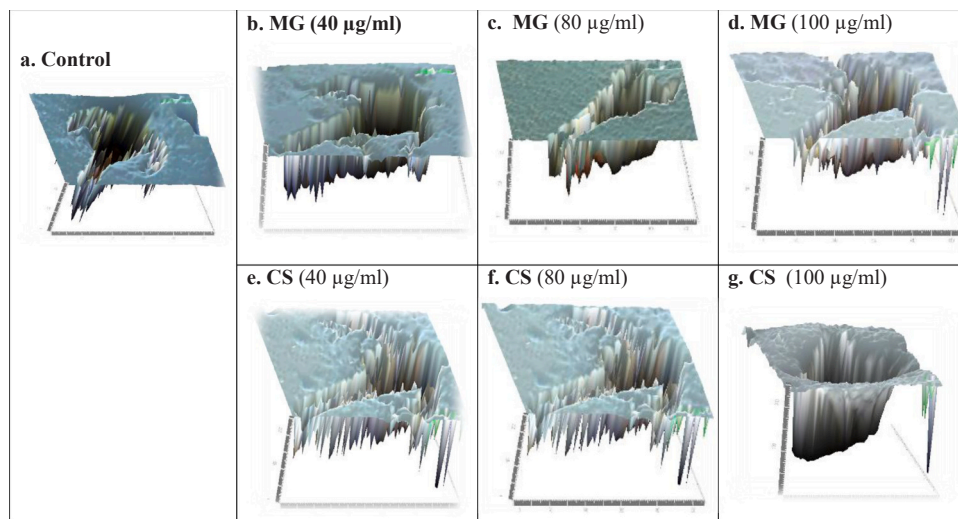 a. Control
b. MG (40 µg/ml)
c. MG (80 µg/ml)
d. MG (100 µg/ml)
e. CS (40 µg/ml)
f. CS (80 µg/ml)
g. CS (100 µg/ml)